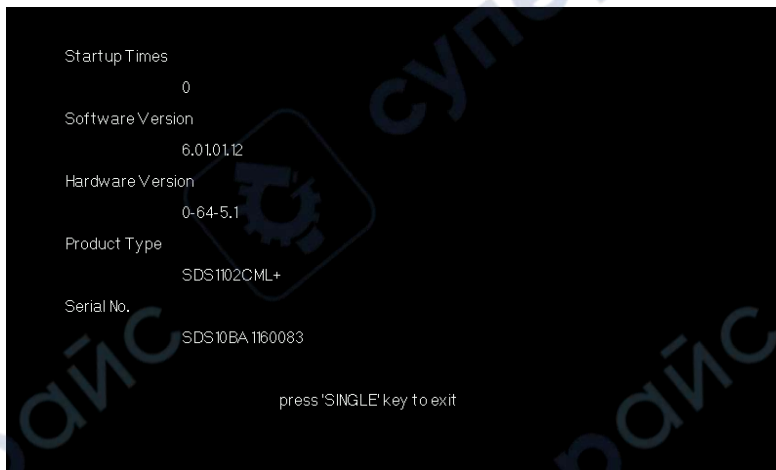 Startup Times
0
Software Version
6.01.01.12
Hardware Version
0-64-5.1
Product Type
SDS1102CML+
Serial No.
SDS10BA1160083
press 'SINGLE' key to exit